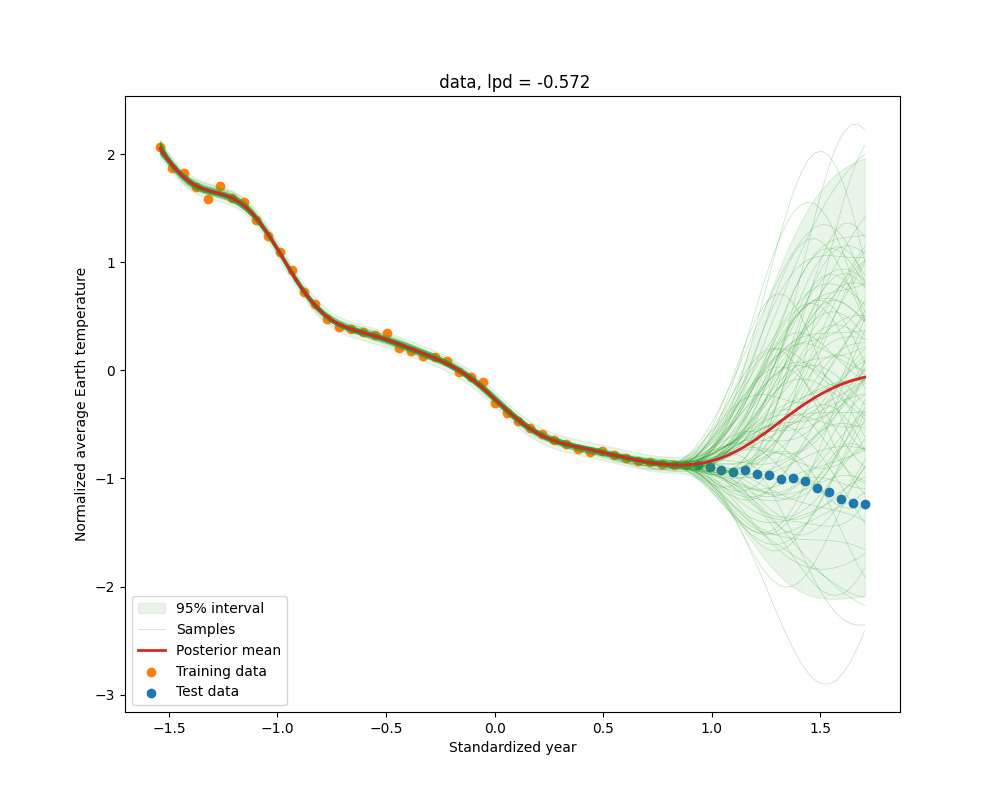 data, lpd = -0.572
Normalized average Earth temperature
2
1
0
−1
−2
−3
95% interval
Samples
Posterior mean
Training data
Test data
−1.5 −1.0 −0.5 0.0 0.5 1.0 1.5
Standardized year